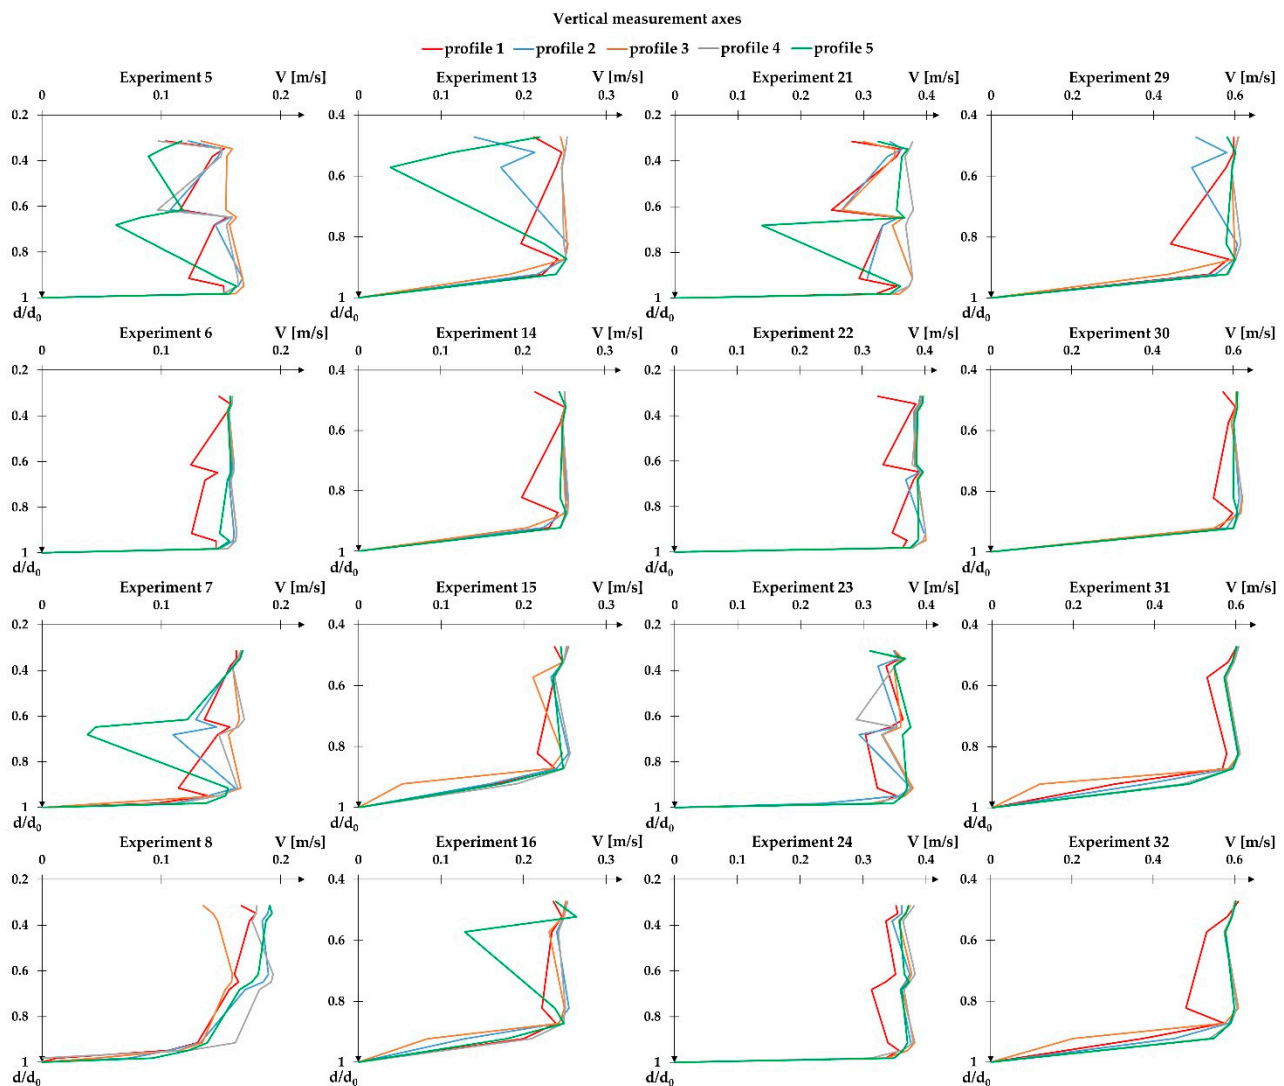 Vertical measurement axes
profile 1 profile 2 profile 3 profile 4 profile 5
Experiment 5 V [m/s] Experiment 13 V [m/s] Experiment 21 V [m/s] Experiment 29 V [m/s]
0 0.1 0.2 0 0.1 0.2 0.3 0 0.1 0.2 0.3 0.4 0 0.2 0.4 0.6
0.2 0.4 0.2 0.4
0.4 0.6 0.4 0.6
0.6 0.6
0.8 0.8 0.8 0.8
1 1 1 1
d/d0 d/d0 d/d0 d/d0
Experiment 6 V [m/s] Experiment 14 V [m/s] Experiment 22 V [m/s] Experiment 30 V [m/s]
0 0.1 0.2 0 0.1 0.2 0.3 0 0.1 0.2 0.3 0.4 0 0.2 0.4 0.6
0.2 0.4 0.2 0.4
0.4 0.6 0.4 0.6
0.6 0.6
0.8 0.8 0.8 0.8
1 1 1 1
d/d0 d/d0 d/d0 d/d0
Experiment 7 V [m/s] Experiment 15 V [m/s] Experiment 23 V [m/s] Experiment 31 V [m/s]
0 0.1 0.2 0 0.1 0.2 0.3 0 0.1 0.2 0.3 0.4 0 0.2 0.4 0.6
0.2 0.4 0.2 0.4
0.4 0.6 0.4 0.6
0.6 0.6
0.8 0.8 0.8 0.8
1 1 1 1
d/d0 d/d0 d/d0 d/d0
Experiment 8 V [m/s] Experiment 16 V [m/s] Experiment 24 V [m/s] Experiment 32 V [m/s]
0 0.1 0.2 0 0.1 0.2 0.3 0 0.1 0.2 0.3 0.4 0 0.2 0.4 0.6
0.2 0.4 0.2 0.4
0.4 0.6 0.4 0.6
0.6 0.6
0.8 0.8 0.8 0.8
1 1 1 1
d/d0 d/d0 d/d0 d/d0